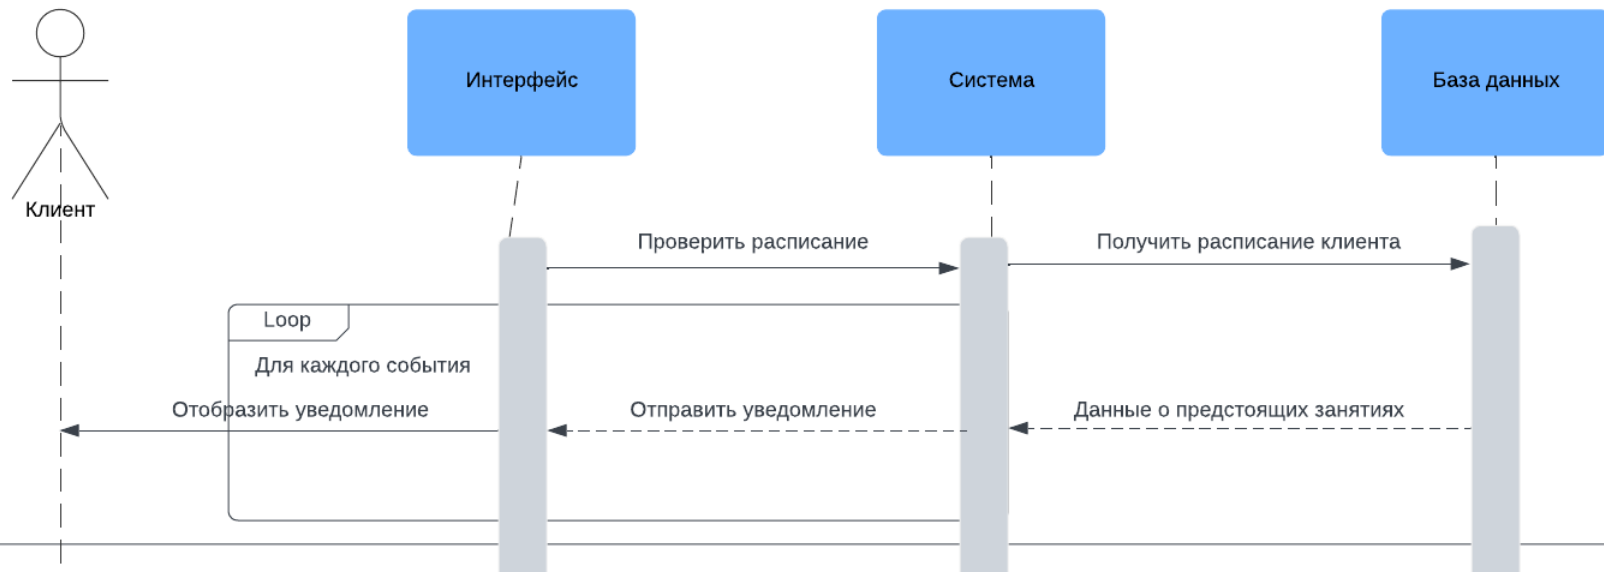 Интерфейс
Система
База данных
Клиент
Проверить расписание
Получить расписание клиента
Loop
Для каждого события
Отобразить уведомление
Отправить уведомление
Данные о предстоящих занятиях